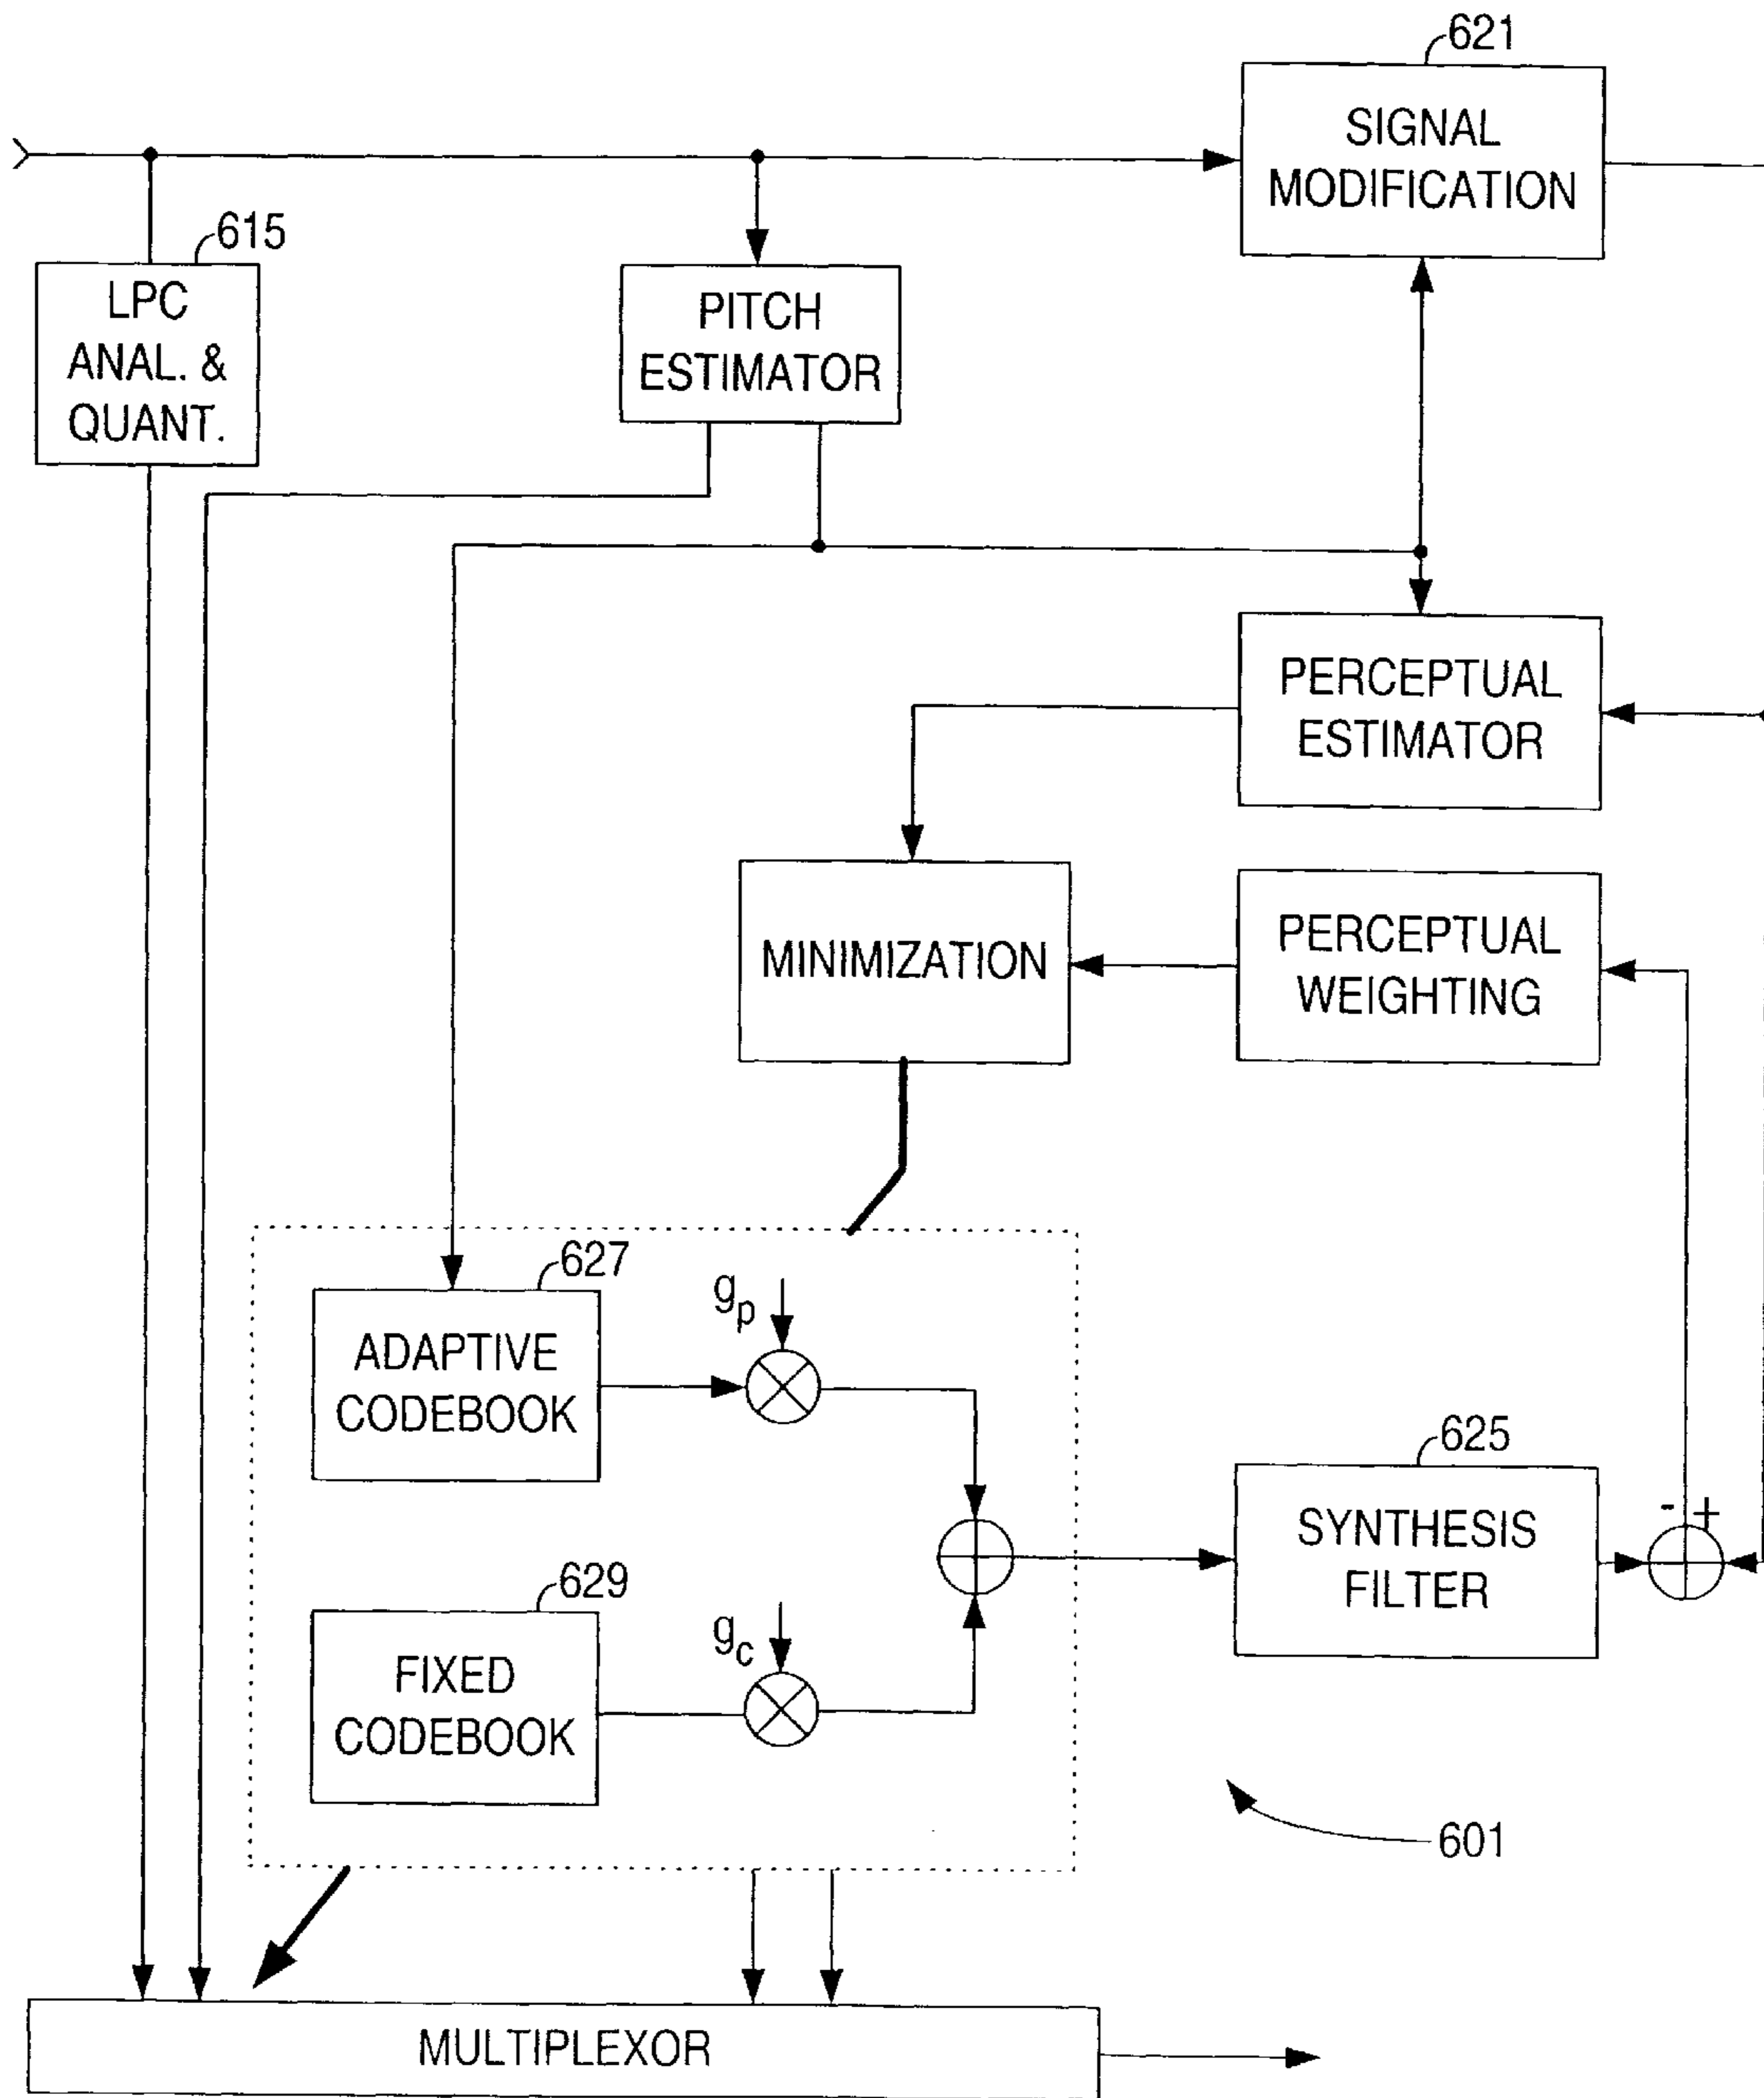 621
SIGNAL
MODIFICATION
615
LPC
ANAL. &
QUANT.
PITCH
ESTIMATOR
PERCEPTUAL
ESTIMATOR
MINIMIZATION
PERCEPTUAL
WEIGHTING
627
ADAPTIVE
CODEBOOK
gp
625
SYNTHESIS
FILTER
- +
629
FIXED
CODEBOOK
gc
601
MULTIPLEXOR